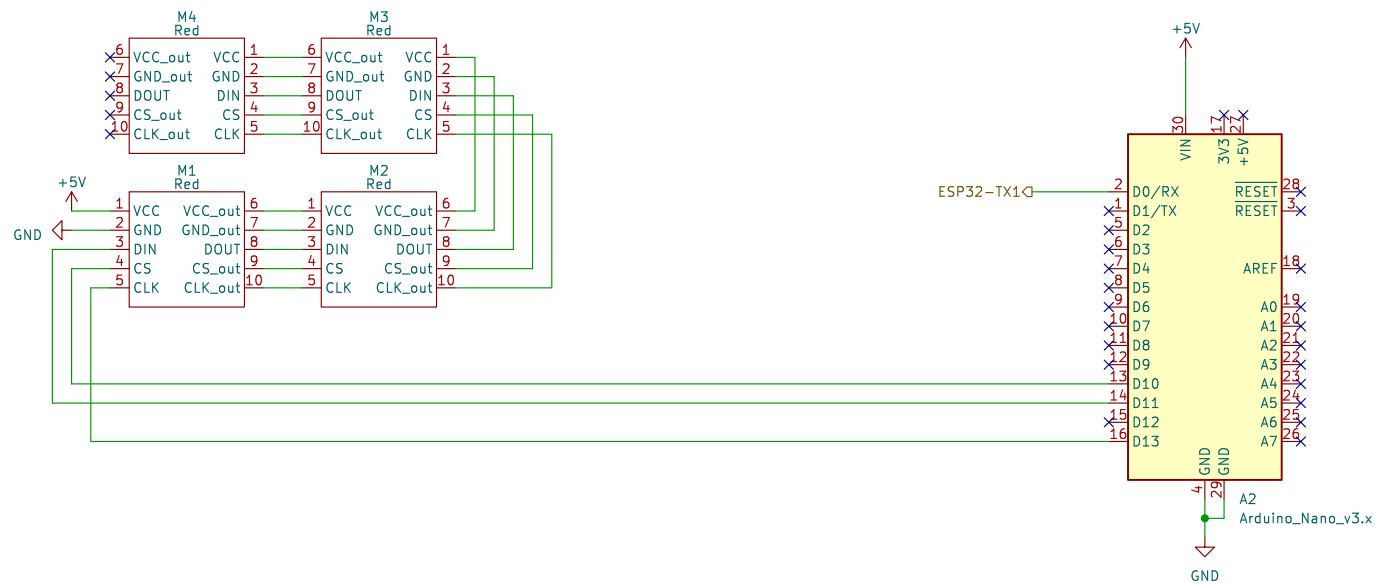 M4
Red
6 VCC_out VCC 1
7 GND_out GND 2
8 DOUT DIN 3
9 CS_out CS 4
10 CLK_out CLK 5
M3
Red
6 VCC_out VCC 1
7 GND_out GND 2
8 DOUT DIN 3
9 CS_out CS 4
10 CLK_out CLK 5
+5V
GND
M1
Red
1 VCC VCC_out 6
2 GND GND_out 7
3 DIN DOUT 8
4 CS CS_out 9
5 CLK CLK_out 10
M2
Red
1 VCC VCC_out 6
2 GND GND_out 7
3 DIN DOUT 8
4 CS CS_out 9
5 CLK CLK_out 10
+5V
30 17 27
VIN 3V3 +5V
ESP32-TX1
2 D0/RX RESET 28
1 D1/TX RESET 3
5 D2
6 D3
7 D4 AREF 18
8 D5
9 D6 A0 19
10 D7 A1 20
11 D8 A2 21
12 D9 A3 22
13 D10 A4 23
14 D11 A5 24
15 D12 A6 25
16 D13 A7 26
GND GND
4 29
A2
Arduino_Nano_v3.x
GND